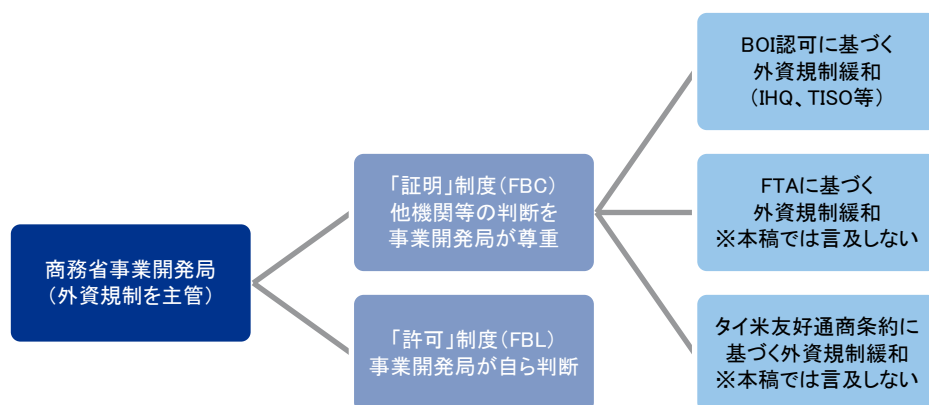 商務省事業開発局
（外資規制を主管）
「証明」制度（FBC）
他機関等の判断を
事業開発局が尊重
「許可」制度（FBL）
事業開発局が自ら判断
BOI認可に基づく
外資規制緩和
（IHQ、TISO等）
FTAに基づく
外資規制緩和
※本稿では言及しない
タイ米友好通商条約に
基づく外資規制緩和
※本稿では言及しない